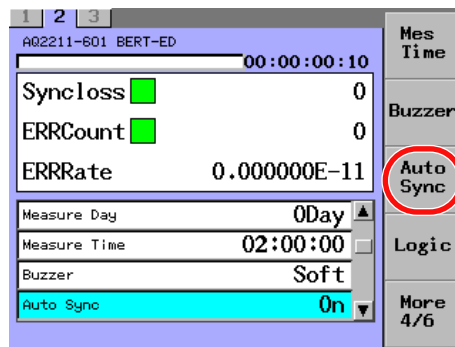 1 2 3
AQ2211-601 BERT-ED
00:00:00:10
Syncloss 0
ERRCount 0
ERRRate 0.000000E-11
Measure Day 0Day
Measure Time 02:00:00
Buzzer Soft
Auto Sync On
Mes
Time
Buzzer
Auto
Sync
Logic
More
4/6